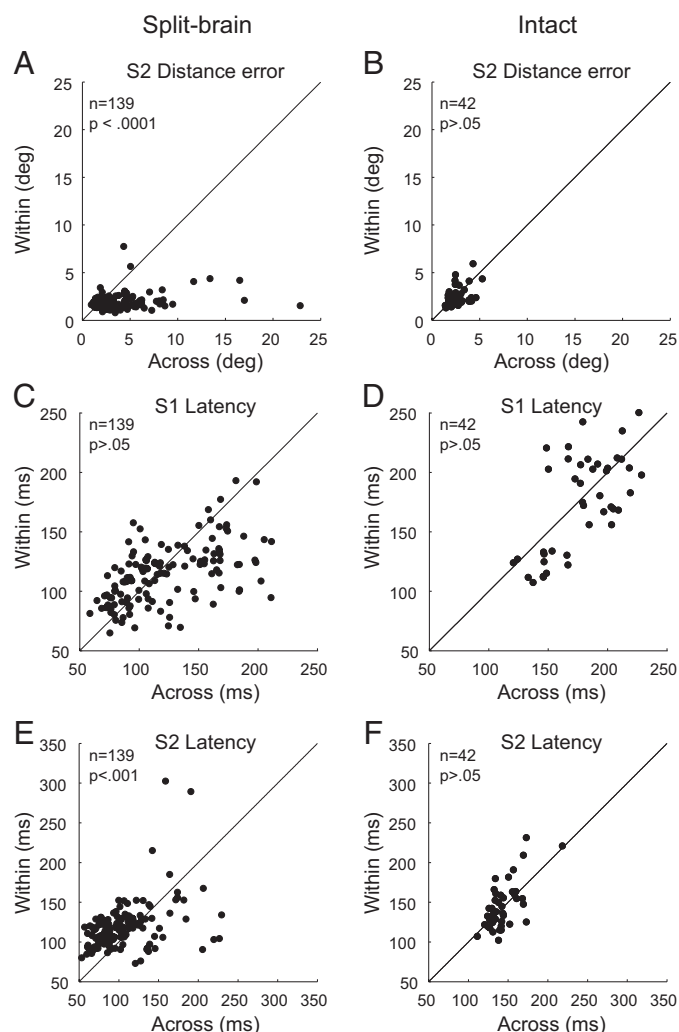 Split-brain
Intact
A
S2 Distance error
n=139
p < .0001
25
20
15
10
5
0
Within (deg)
0 5 10 15 20 25
Across (deg)
B
S2 Distance error
n=42
p>.05
25
20
15
10
5
0
Within (deg)
0 5 10 15 20 25
Across (deg)
C
S1 Latency
n=139
p>.05
250
200
150
100
50
Within (ms)
50 100 150 200 250
Across (ms)
D
S1 Latency
n=42
p>.05
250
200
150
100
50
Within (ms)
50 100 150 200 250
Across (ms)
E
S2 Latency
n=139
p<.001
350
300
250
200
150
100
50
Within (ms)
50 100 150 200 250 300 350
Across (ms)
F
S2 Latency
n=42
p>.05
350
300
250
200
150
100
50
Within (ms)
50 100 150 200 250 300 350
Across (ms)